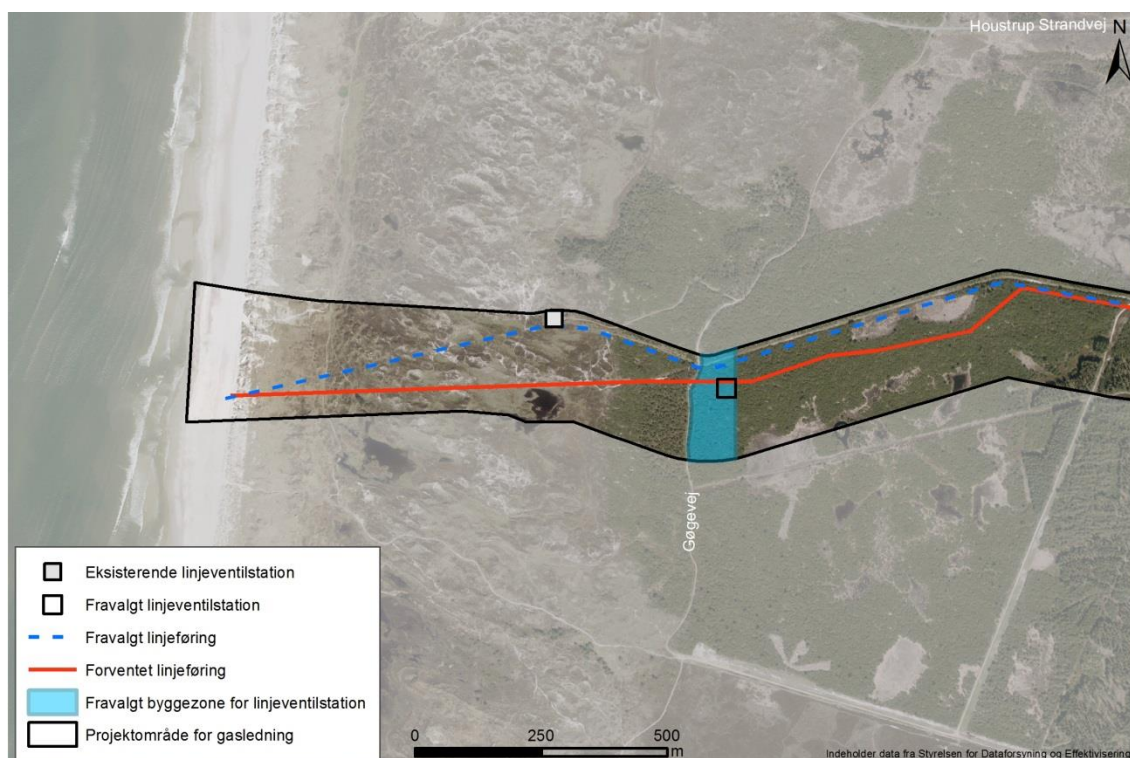 Houstrup Strandvej
N
Gøgevej
Eksisterende linjeventilstation
Fravalgt linjeventilstation
Fravalgt linjeføring
Forventet linjeføring
Fravalgt byggezone for linjeventilstation
Projektområde for gasledning
0 250 500
m
Indeholder data fra Styrelsen for Dataforsyning og Effektivisering